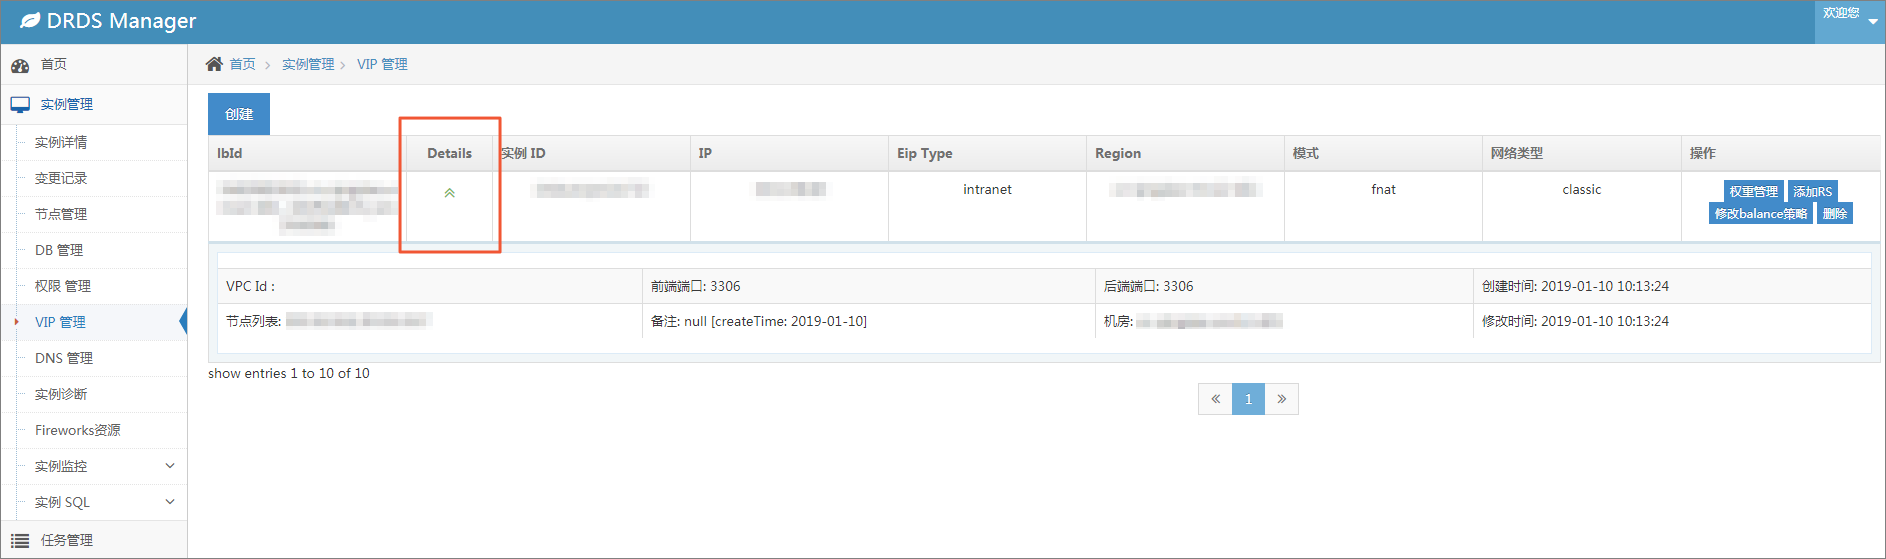 DRDS Manager
欢迎您
首页
实例管理
实例详情
变更记录
节点管理
DB 管理
权限 管理
VIP 管理
DNS 管理
实例诊断
Fireworks资源
实例监控
实例 SQL
任务管理
首页 > 实例管理 > VIP 管理
创建
lbId Details 实例 ID IP Eip Type Region 模式 网络类型 操作
intranet fnat classic 权重管理 添加RS
修改balance策略 删除
VPC Id : 前端端口: 3306 后端端口: 3306 创建时间: 2019-01-10 10:13:24
节点列表: 备注: null [createTime: 2019-01-10] 机房: 修改时间: 2019-01-10 10:13:24
show entries 1 to 10 of 10
« 1 »